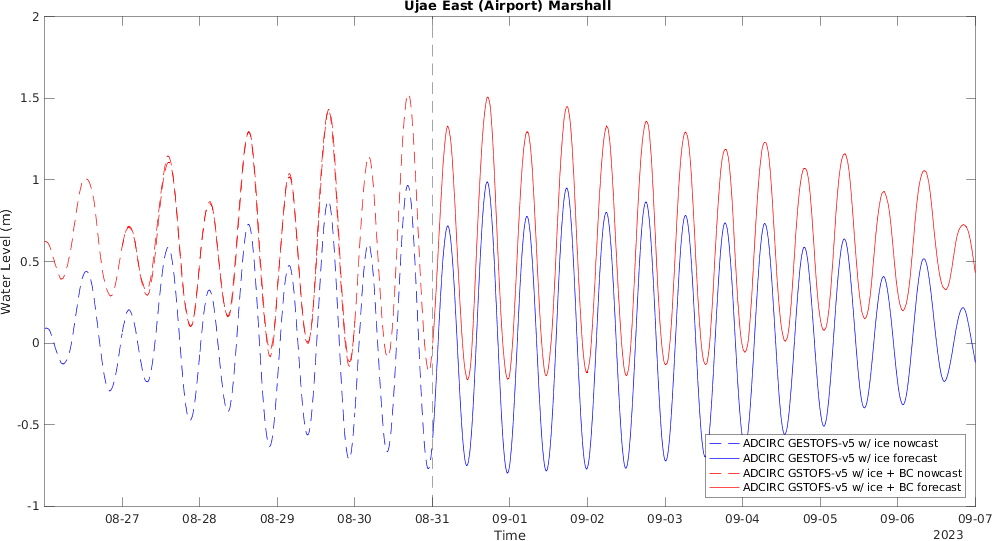 Ujae East (Airport) Marshall
Water Level (m)
2
1.5
1
0.5
0
-0.5
-1
ADCIRC GESTOFS-v5 w/ ice nowcast
ADCIRC GESTOFS-v5 w/ ice forecast
ADCIRC GSTOFS-v5 w/ ice + BC nowcast
ADCIRC GSTOFS-v5 w/ ice + BC forecast
08-27 08-28 08-29 08-30 08-31 09-01 09-02 09-03 09-04 09-05 09-06 09-07
Time
2023